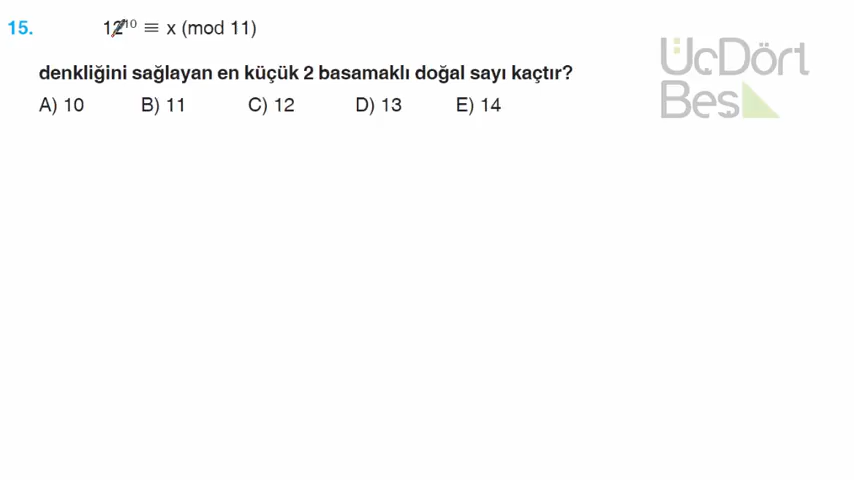 15. 12¹⁰ ≡ x (mod 11)
denkliğini sağlayan en küçük 2 basamaklı doğal sayı kaçtır?
A) 10 B) 11 C) 12 D) 13 E) 14
ÜçDört
Beş